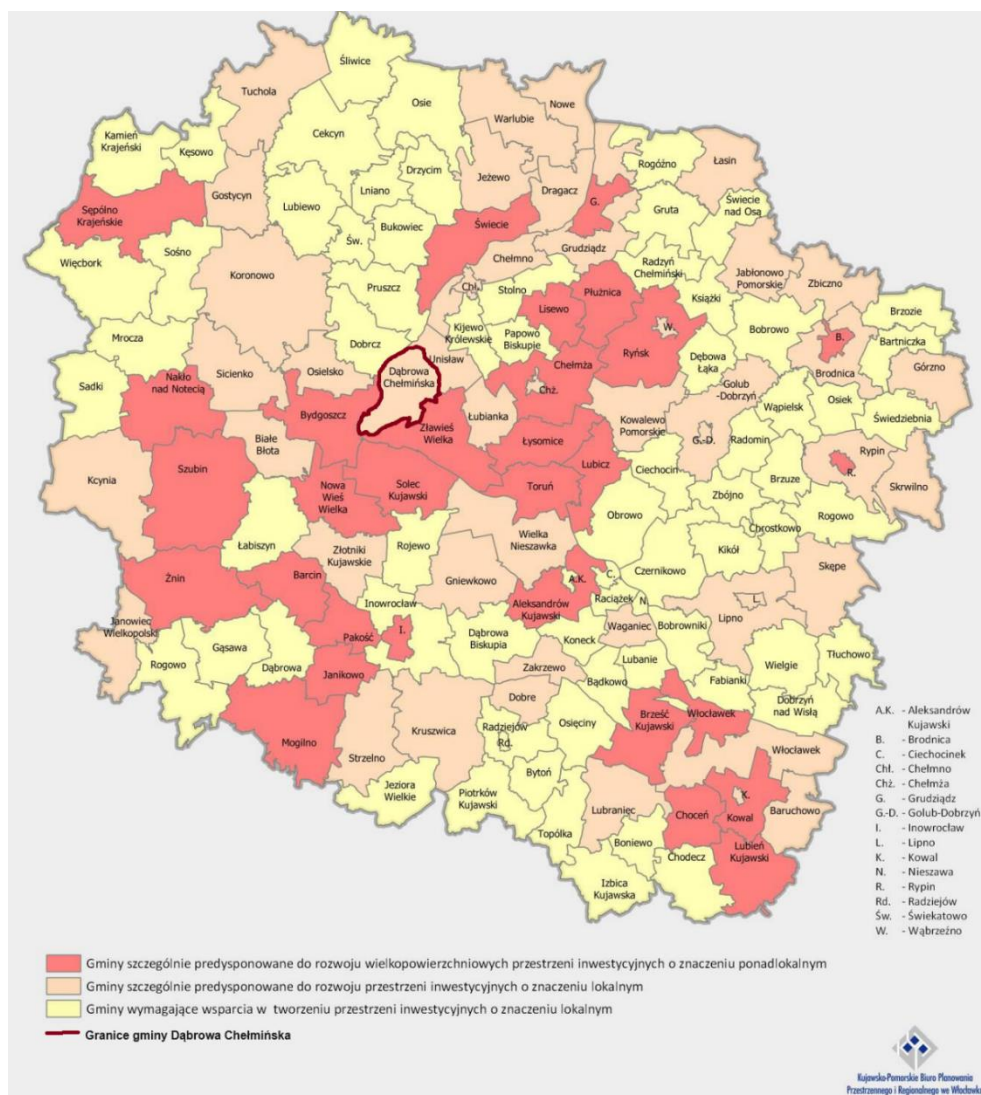 Śliwice
Tuchola
Osie
Nowe
Warlubie
Cekcyn
Kamień
Krajeński
Kęsowo
Rogóźno
Łasin
Drzycim
Jeżewo
Dragacz
G.
Gostycyn
Lniano
Lubiewo
Gruta
Świecie
nad Osą
Sępólno
Krajeńskie
Świecie
Bukowiec
Św.
Grudziądz
Sośno
Więcbork
Chełmno
Radzyń
Chełmiński
Koronowo
Jabłonowo
Pomorskie
Zbiczno
Chł.
Stolno
Płużnica
Pruszcz
Książki
Lisewo
Brzozie
Mrocza
Kijewo
Królewskie
Papowo
Biskupie
W.
Bobrowo
B.
Bartniczka
Dobrcz
Ryńsk
Unisław
Dębowa
Łąka
Chełmża
Osielsko
Dąbrowa
Chełmińska
Sicienko
Brodnica
Górzno
Nakło
nad Notecią
Sadki
Golub
-Dobrzyń
Chż.
Osiek
Bydgoszcz
Łubianka
Wąpielsk
Świedziebnia
Zławieś
Wielka
Kowalewo
Pomorskie
Białe
Błota
G.-D.
Radomin
Łysomice
Rypin
R.
Szubin
Lubicz
Ciechocin
Kcynia
Solec
Kujawski
Brzuze
Skrwilno
Nowa
Wieś
Wielka
Toruń
Zbójno
Obrowo
Rogowo
Chrostkowo
Wielka
Nieszawka
Łabiszyn
Złotniki
Kujawskie
Rojewo
Kikół
Skępe
Czernikowo
Żnin
Barcin
Gniewkowo
A.K.
C.
Inowrocław
Raciążek
N
L.
Aleksandrów
Kujawski
Janowiec
Wielkopolski
Lipno
Waganiec
Bobrowniki
I.
Pakość
Dąbrowa
Biskupia
Koneck
Gąsawa
Tłuchowo
Rogowo
Dąbrowa
Lubanie
Wielgie
Zakrzewo
Janikowo
Bądkowo
Fabianki
Dobre
Dobrzyń
nad Wisłą
Brześć
Kujawski
Włocławek
Kruszwica
Radziejów
Osięciny
Mogilno
Rd.
Włocławek
Strzelno
Bytoń
Jeziora
Wielkie
Piotrków
Kujawski
K.
Lubraniec
Choceń
Kowal
Baruchowo
Topólka
Boniewo
Lubień
Kujawski
Chodecz
Izbica
Kujawska
A.K. - Aleksandrów
Kujawski
B. - Brodnica
C. - Ciechocinek
Chł. - Chełmno
Chż. - Chełmża
G. - Grudziądz
G.-D. - Golub-Dobrzyń
I. - Inowrocław
L. - Lipno
K. - Kowal
N. - Nieszawa
R. - Rypin
Rd. - Radziejów
Św. - Świekatowo
W. - Wąbrzeźno
Gminy szczególnie predysponowane do rozwoju wielkopowierzchniowych przestrzeni inwestycyjnych o znaczeniu ponadlokalnym
Gminy szczególnie predysponowane do rozwoju przestrzeni inwestycyjnych o znaczeniu lokalnym
Gminy wymagające wsparcia w tworzeniu przestrzeni inwestycyjnych o znaczeniu lokalnym
Granice gminy Dąbrowa Chełmińska
Kujawsko-Pomorskie Biuro Planowania
Przestrzennego i Regionalnego we Włocławku